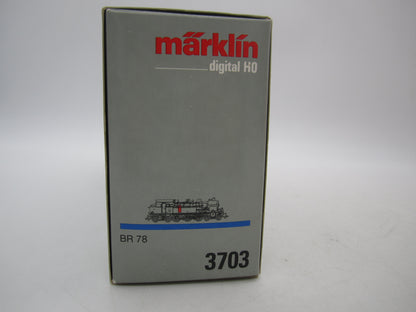 märklin
digital H0
BR 78
3703